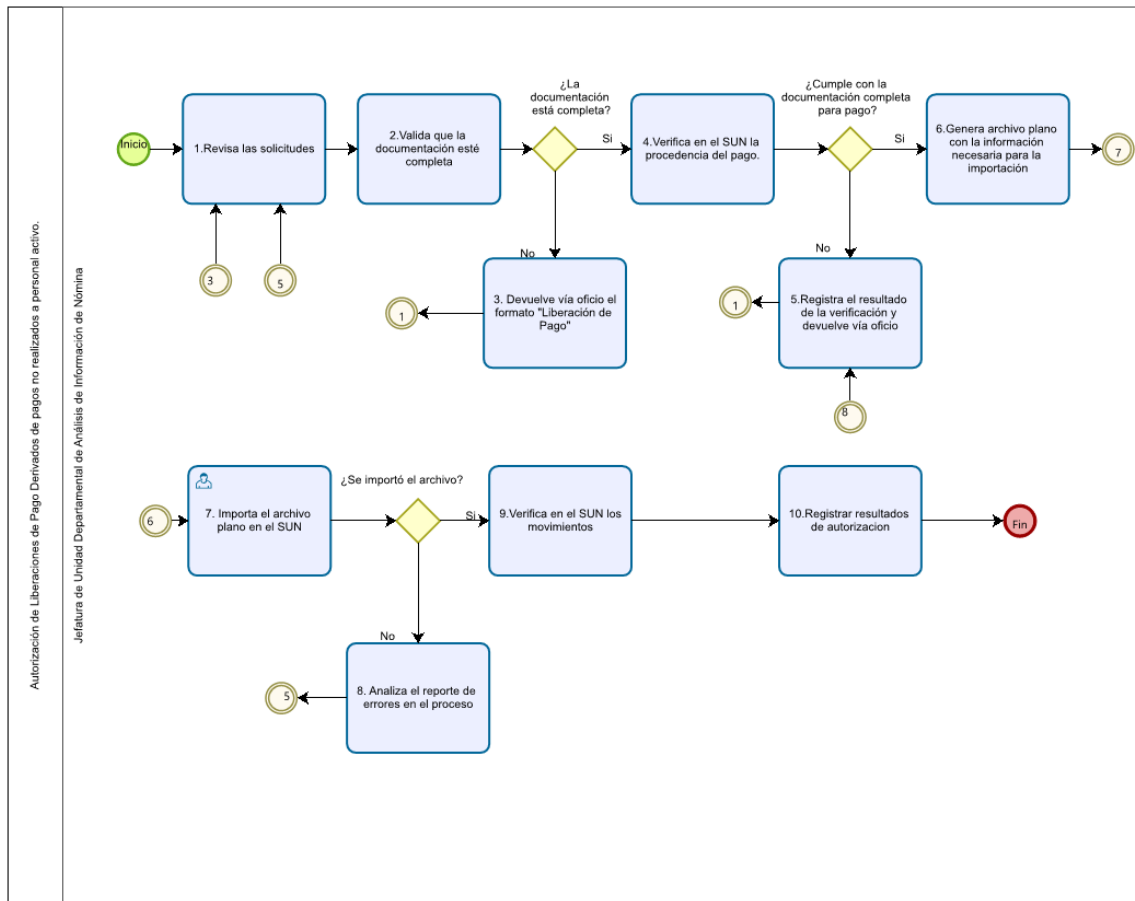 Autorización de Liberaciones de Pago Derivados de pagos no realizados a personal activo.
Jefatura de Unidad Departamental de Análisis de Información de Nómina
Inicio
1.Revisa las solicitudes
3
5
2.Valida que la
documentación esté
completa
¿La
documentación
está completa?
Si
No
3. Devuelve vía oficio el
formato "Liberación de
Pago"
1
4.Verifica en el SUN la
procedencia del pago.
¿Cumple con la
documentación completa
para pago?
Si
No
5.Registra el resultado
de la verificación y
devuelve vía oficio
1
8
6.Genera archivo plano
con la información
necesaria para la
importación
7
6
7. Importa el archivo
plano en el SUN
¿Se importó el archivo?
Si
No
8. Analiza el reporte de
errores en el proceso
5
9.Verifica en el SUN los
movimientos
10.Registrar resultados
de autorizacion
Fin